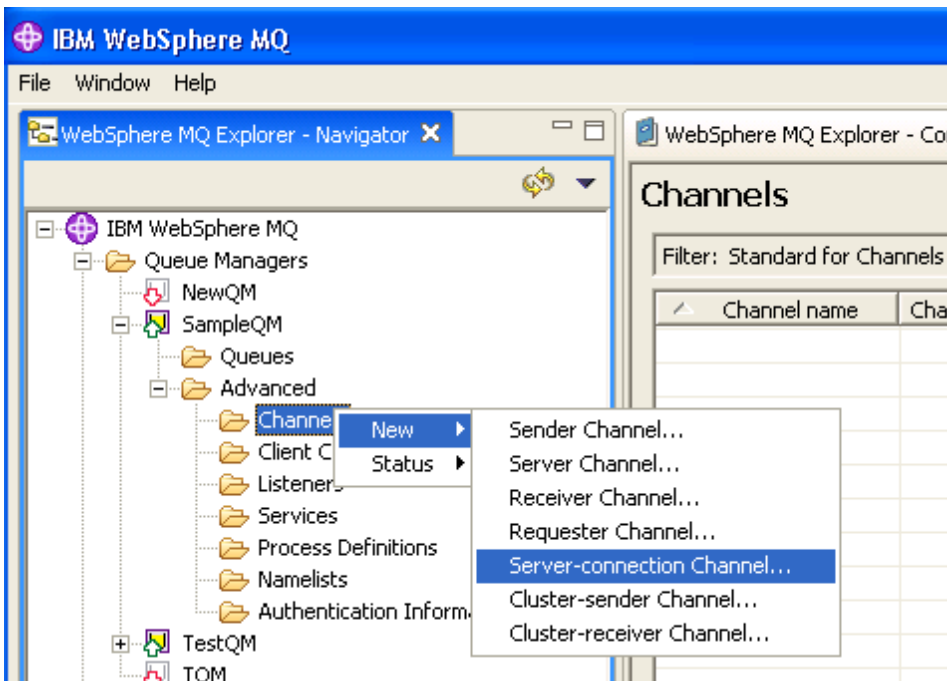 IBM WebSphere MQ
File Window Help
WebSphere MQ Explorer - Navigator
WebSphere MQ Explorer - Co
Channels
IBM WebSphere MQ
Filter: Standard for Channels
Queue Managers
NewQM
Channel name Cha
SampleQM
Queues
Advanced
Channe
New
Sender Channel...
Client C
Status
Server Channel...
Listeners
Receiver Channel...
Services
Requester Channel...
Process Definitions
Server-connection Channel...
Namelists
Cluster-sender Channel...
Authentication Inform
Cluster-receiver Channel...
TestQM